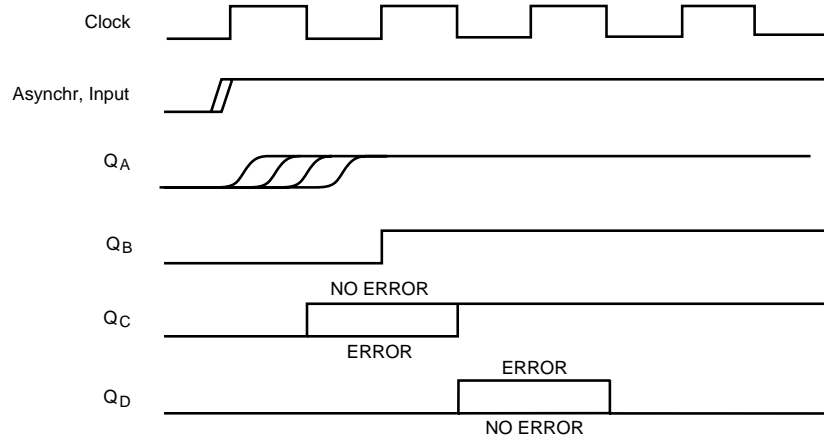 Clock
Asynchr, Input
QA
QB
NO ERROR
QC
ERROR
ERROR
QD
NO ERROR